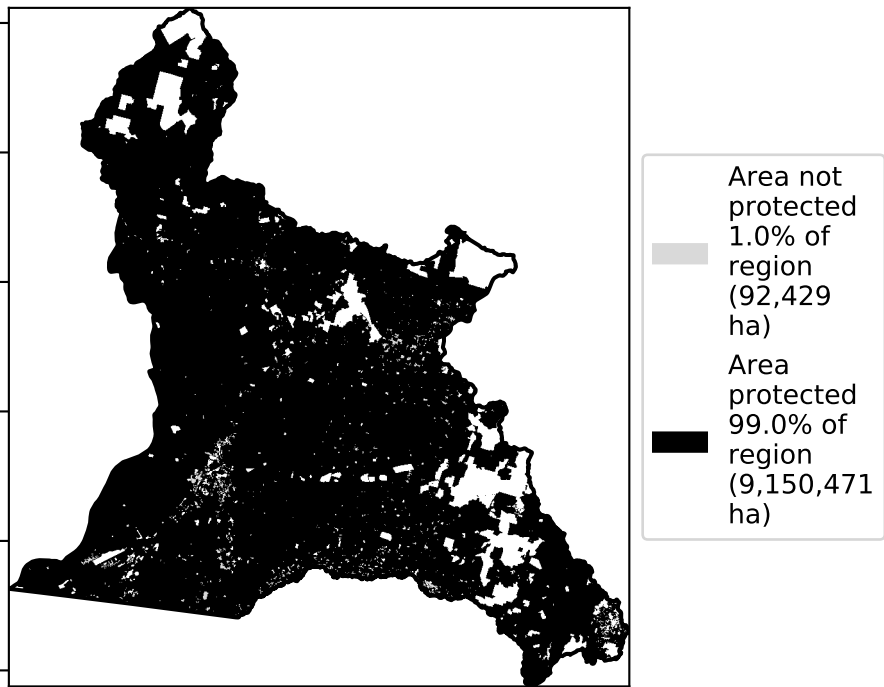 Area not
protected
1.0% of
region
(92,429
ha)
Area
protected
99.0% of
region
(9,150,471
ha)